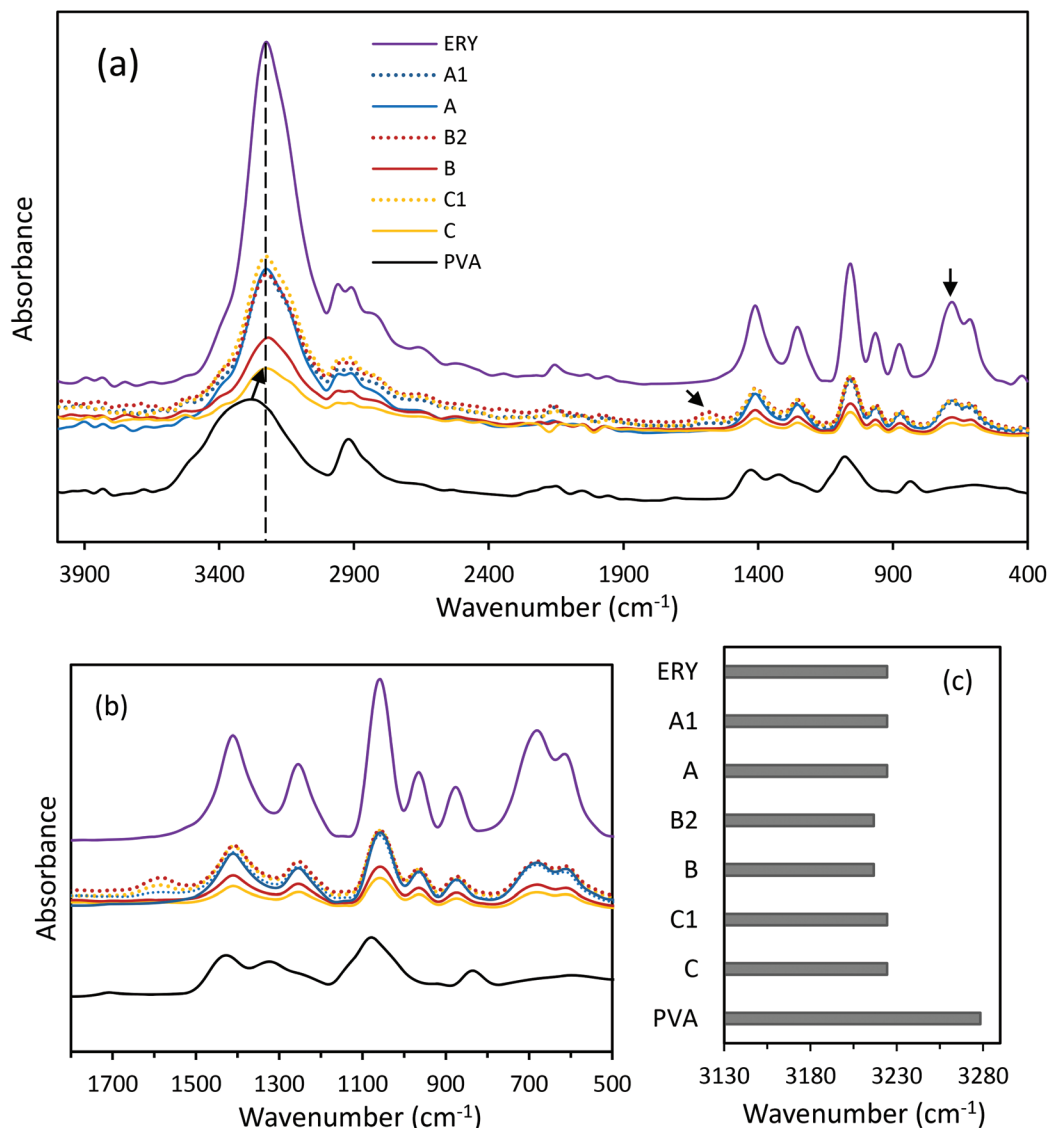 (a)
ERY
A1
A
B2
B
C1
C
PVA
Absorbance
3900 3400 2900 2400 1900 1400 900 400
Wavenumber (cm⁻¹)
(b)
Absorbance
1700 1500 1300 1100 900 700 500
Wavenumber (cm⁻¹)
(c)
ERY
A1
A
B2
B
C1
C
PVA
3130 3180 3230 3280
Wavenumber (cm⁻¹)